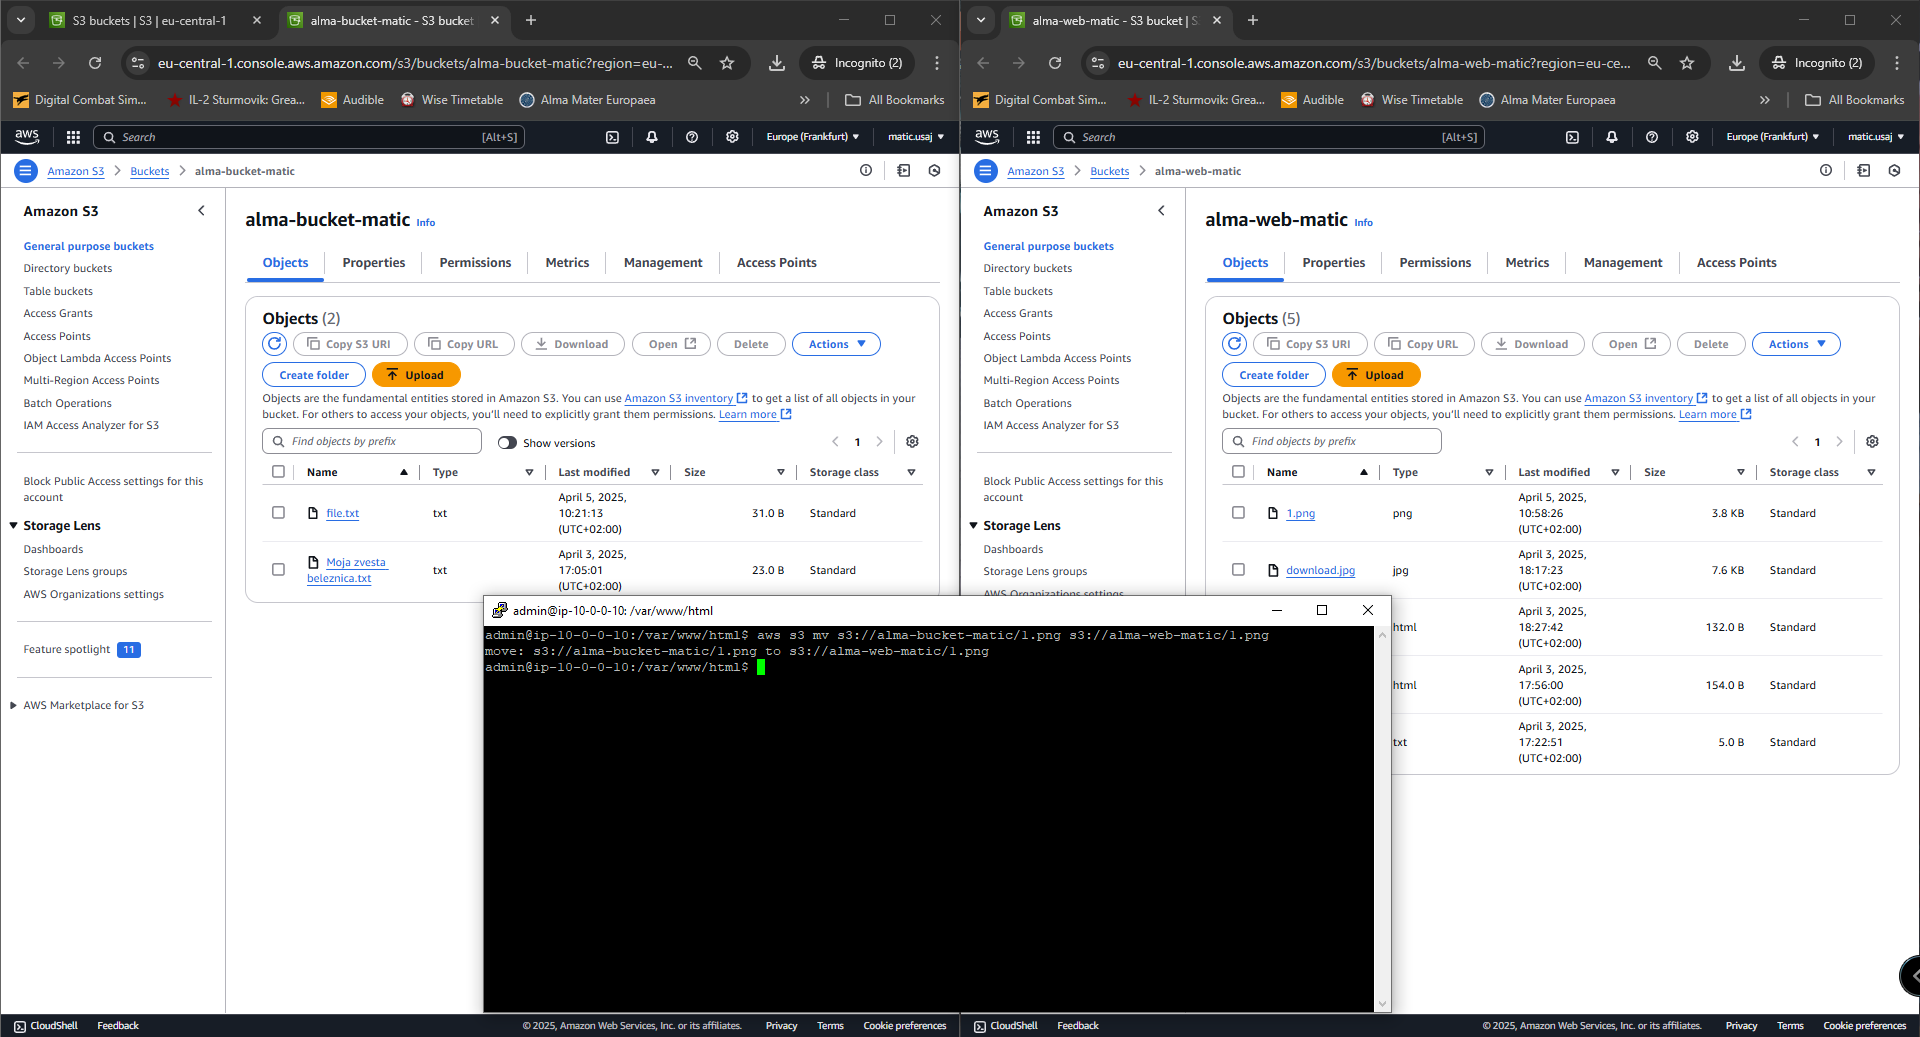 S3 buckets | S3 | eu-central-1
alma-bucket-matic - S3 bucket
eu-central-1.console.aws.amazon.com/s3/buckets/alma-bucket-matic?region=eu-...
Incognito (2)
Digital Combat Sim...
IL-2 Sturmovik: Grea...
Audible
Wise Timetable
Alma Mater Europaea
All Bookmarks
aws
Search
[Alt+S]
Europe (Frankfurt)
matic.usaj
Amazon S3
Buckets
alma-bucket-matic
Amazon S3
General purpose buckets
Directory buckets
Table buckets
Access Grants
Access Points
Object Lambda Access Points
Multi-Region Access Points
Batch Operations
IAM Access Analyzer for S3
Block Public Access settings for this
account
Storage Lens
Dashboards
Storage Lens groups
AWS Organizations settings
Feature spotlight 11
AWS Marketplace for S3
alma-bucket-matic Info
Objects
Properties
Permissions
Metrics
Management
Access Points
Objects (2)
Copy S3 URI
Copy URL
Download
Open
Delete
Actions
Create folder
Upload
Objects are the fundamental entities stored in Amazon S3. You can use Amazon S3 inventory to get a list of all objects in your
bucket. For others to access your objects, you'll need to explicitly grant them permissions. Learn more
Find objects by prefix
Show versions
1
Name
Type
Last modified
Size
Storage class
file.txt
txt
April 5, 2025,
10:21:13
(UTC+02:00)
31.0 B
Standard
Moja zvesta
beleznica.txt
txt
April 3, 2025,
17:05:01
(UTC+02:00)
23.0 B
Standard
CloudShell
Feedback
© 2025, Amazon Web Services, Inc. or its affiliates.
Privacy
Terms
Cookie preferences
alma-web-matic - S3 bucket | S
eu-central-1.console.aws.amazon.com/s3/buckets/alma-web-matic?region=eu-ce...
Incognito (2)
Digital Combat Sim...
IL-2 Sturmovik: Grea...
Audible
Wise Timetable
Alma Mater Europaea
All Bookmarks
aws
Search
[Alt+S]
Europe (Frankfurt)
matic.usaj
Amazon S3
Buckets
alma-web-matic
Amazon S3
General purpose buckets
Directory buckets
Table buckets
Access Grants
Access Points
Object Lambda Access Points
Multi-Region Access Points
Batch Operations
IAM Access Analyzer for S3
Block Public Access settings for this
account
Storage Lens
Dashboards
Storage Lens groups
AWS Organizations settings
alma-web-matic Info
Objects
Properties
Permissions
Metrics
Management
Access Points
Objects (5)
Copy S3 URI
Copy URL
Download
Open
Delete
Actions
Create folder
Upload
Objects are the fundamental entities stored in Amazon S3. You can use Amazon S3 inventory to get a list of all objects in your
bucket. For others to access your objects, you'll need to explicitly grant them permissions. Learn more
Find objects by prefix
1
Name
Type
Last modified
Size
Storage class
1.png
png
April 5, 2025,
10:58:26
(UTC+02:00)
3.8 KB
Standard
download.jpg
jpg
April 3, 2025,
18:17:23
(UTC+02:00)
7.6 KB
Standard
html
April 3, 2025,
18:27:42
(UTC+02:00)
132.0 B
Standard
html
April 3, 2025,
17:56:00
(UTC+02:00)
154.0 B
Standard
txt
April 3, 2025,
17:22:51
(UTC+02:00)
5.0 B
Standard
CloudShell
Feedback
© 2025, Amazon Web Services, Inc. or its affiliates.
Privacy
Terms
Cookie preferences
admin@ip-10-0-0-10: /var/www/html
admin@ip-10-0-0-10:/var/www/html$ aws s3 mv s3://alma-bucket-matic/1.png s3://alma-web-matic/1.png
move: s3://alma-bucket-matic/1.png to s3://alma-web-matic/1.png
admin@ip-10-0-0-10:/var/www/html$